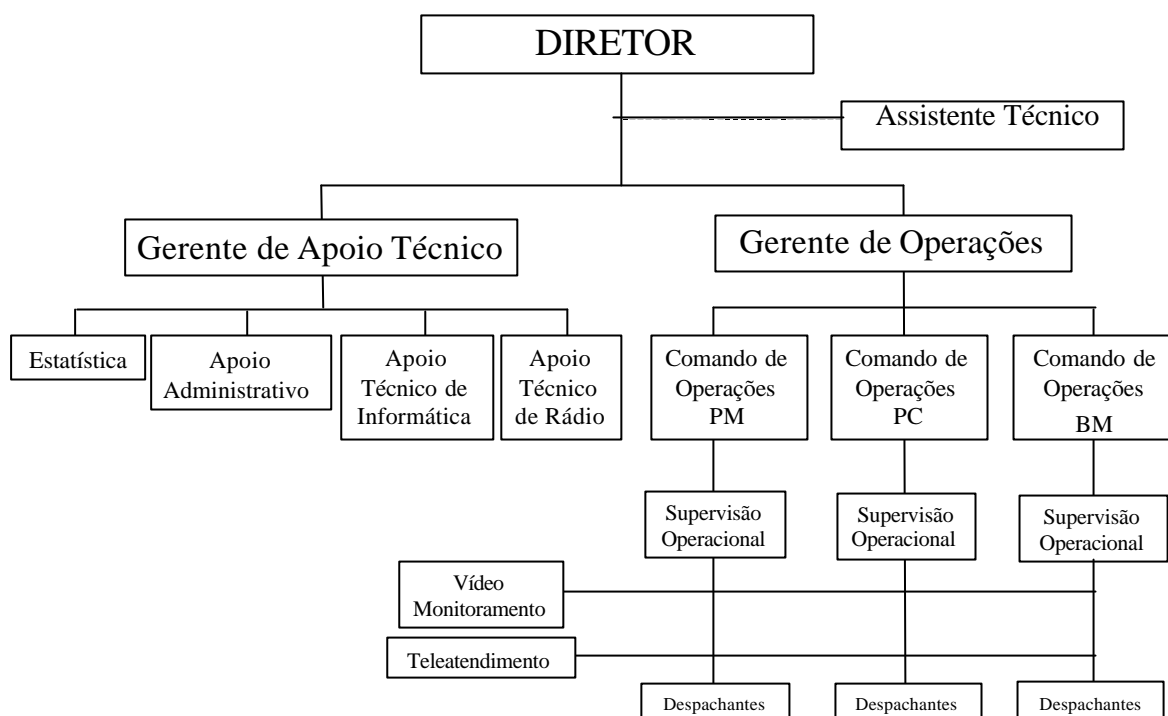 DIRETOR
Assistente Técnico
Gerente de Apoio Técnico
Gerente de Operações
Estatística
Apoio
Administrativo
Apoio
Técnico de
Informática
Apoio
Técnico
de Rádio
Comando de
Operações
PM
Comando de
Operações
PC
Comando de
Operações
BM
Supervisão
Operacional
Supervisão
Operacional
Supervisão
Operacional
Vídeo
Monitoramento
Teleatendimento
Despachantes
Despachantes
Despachantes